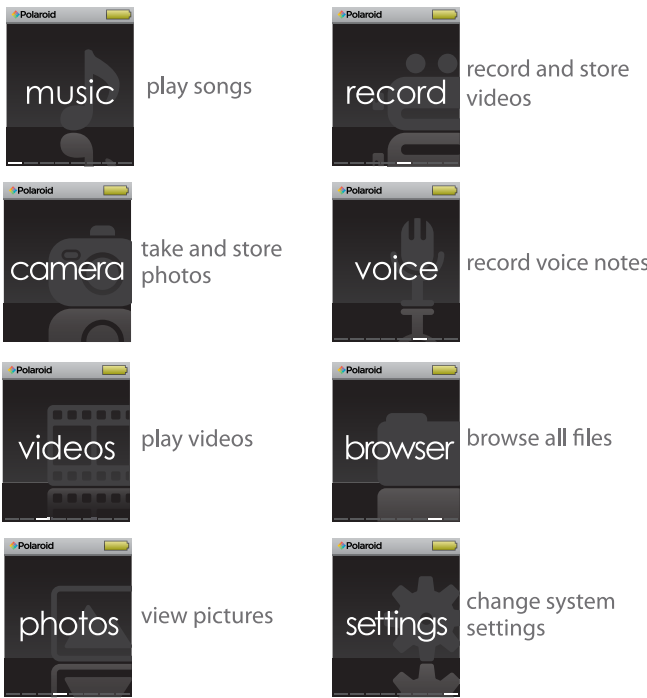 Polaroid
music
play songs
Polaroid
camera
take and store
photos
Polaroid
videos
play videos
Polaroid
photos
view pictures
Polaroid
record
record and store
videos
Polaroid
voice
record voice notes
Polaroid
browser
browse all files
Polaroid
settings
change system
settings